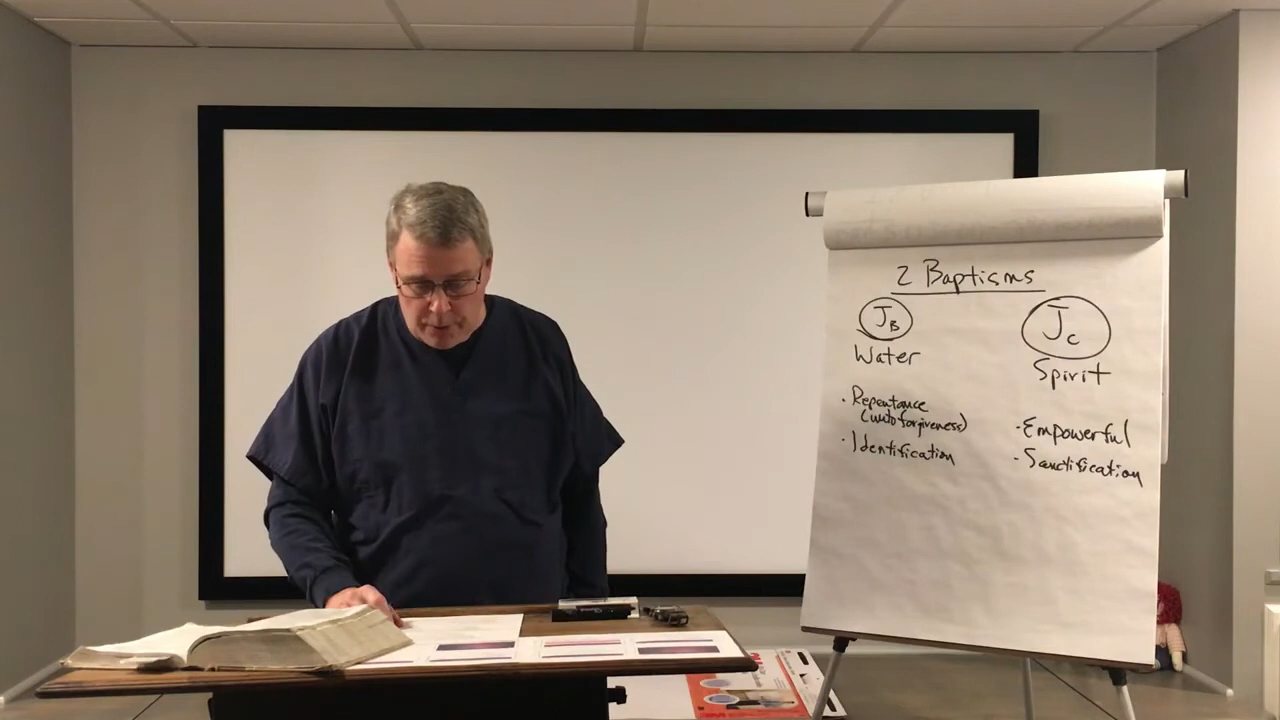 2 Baptisms
JB
Water
· Repentance
(unto forgiveness)
· Identification
Jc
Spirit
· Empowerful
· Sanctification